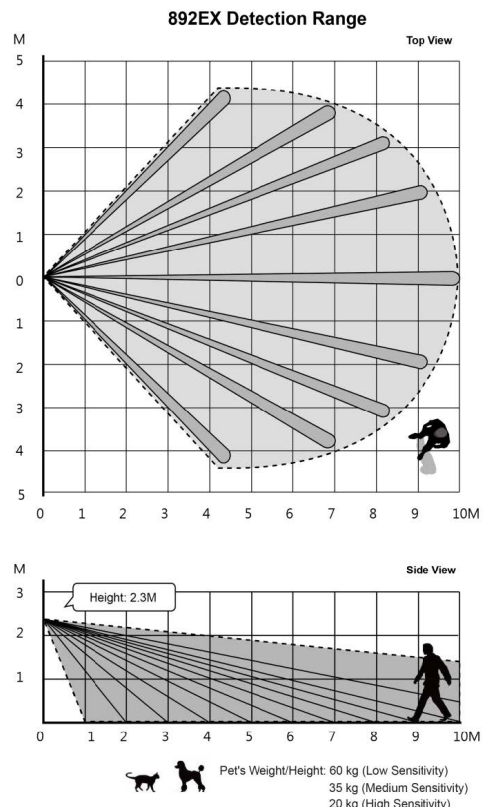 892EX Detection Range
M
Top View
5
4
3
2
1
0
1
2
3
4
5
0 1 2 3 4 5 6 7 8 9 10M
M
Side View
3
Height: 2.3M
2
1
0 1 2 3 4 5 6 7 8 9 10M
Pet's Weight/Height: 60 kg (Low Sensitivity)
35 kg (Medium Sensitivity)
20 kg (High Sensitivity)